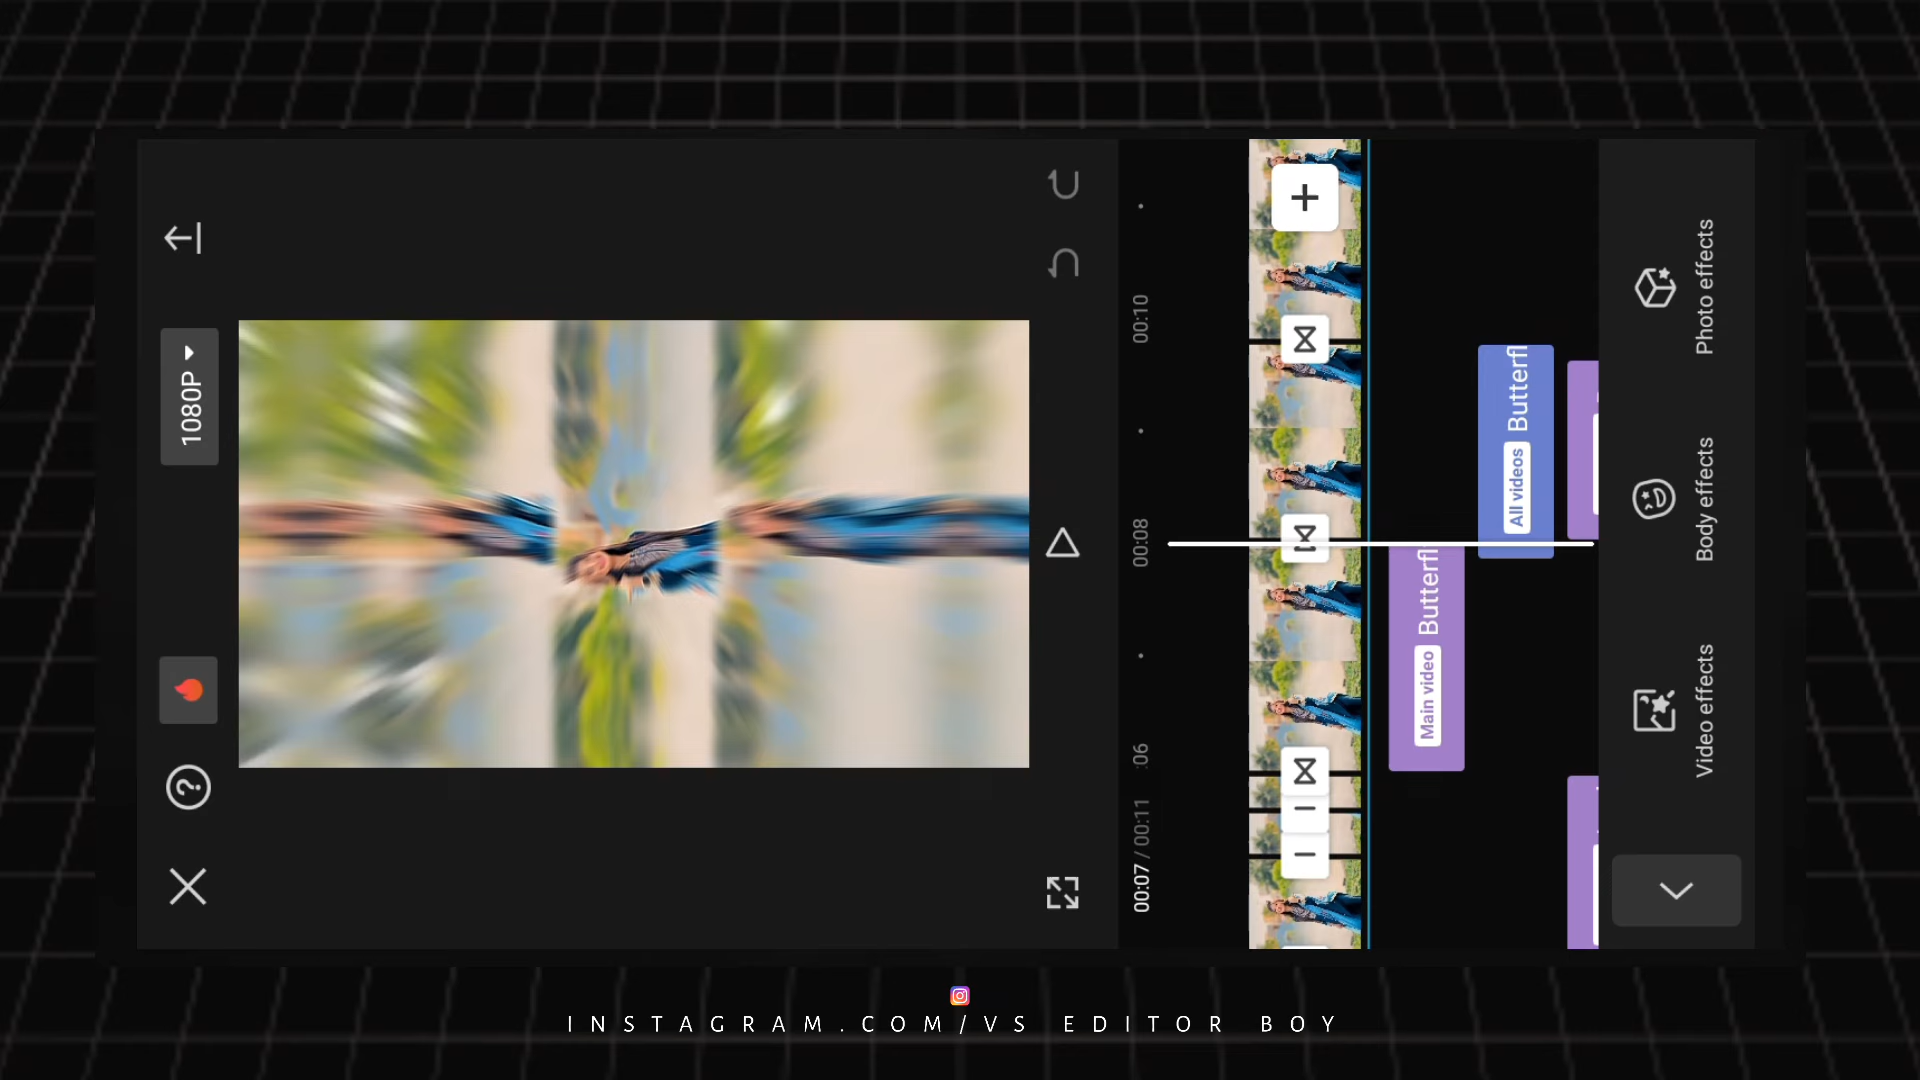 1080P
00:07 / 00:11
:06
00:08
00:10
Main video
Butterfl
All videos
Butterfl
Video effects
Body effects
Photo effects
INSTAGRAM.COM/VS EDITOR BOY